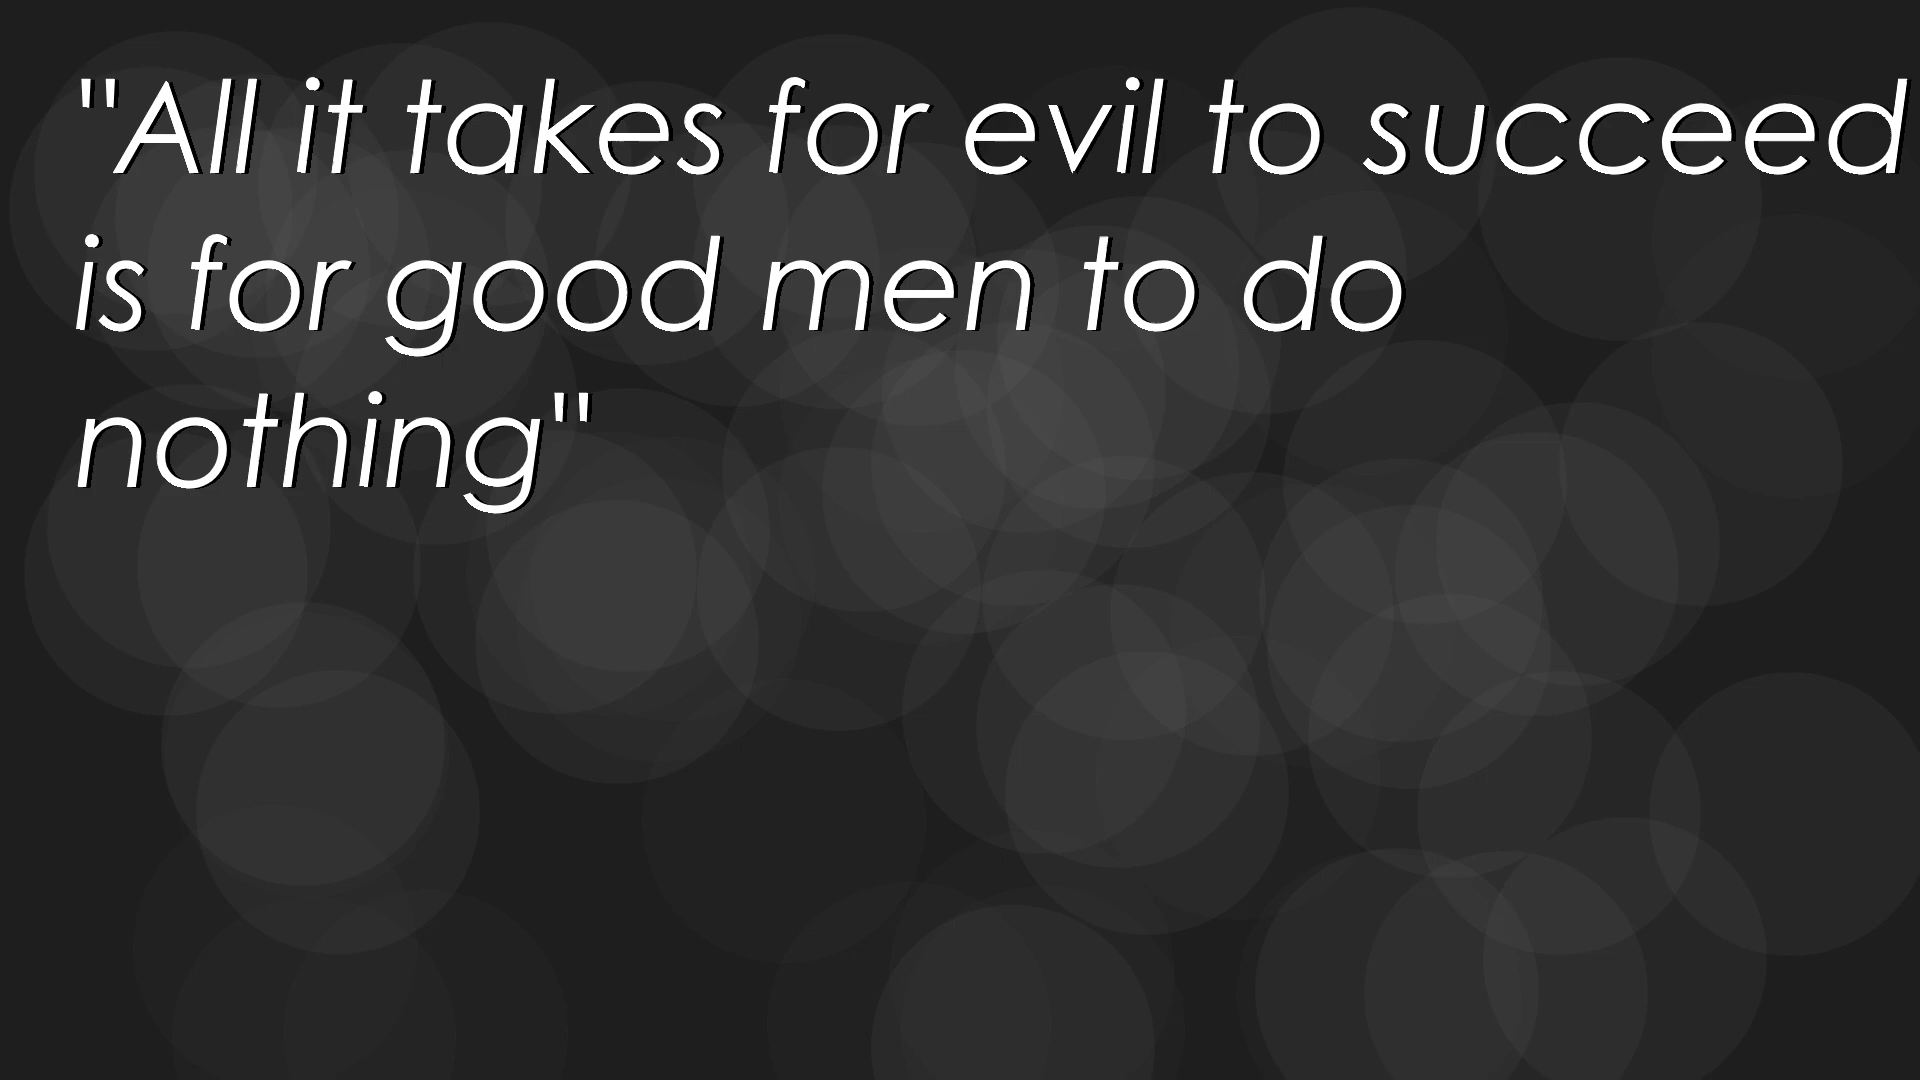 "All it takes for evil to succeed
is for good men to do
nothing"